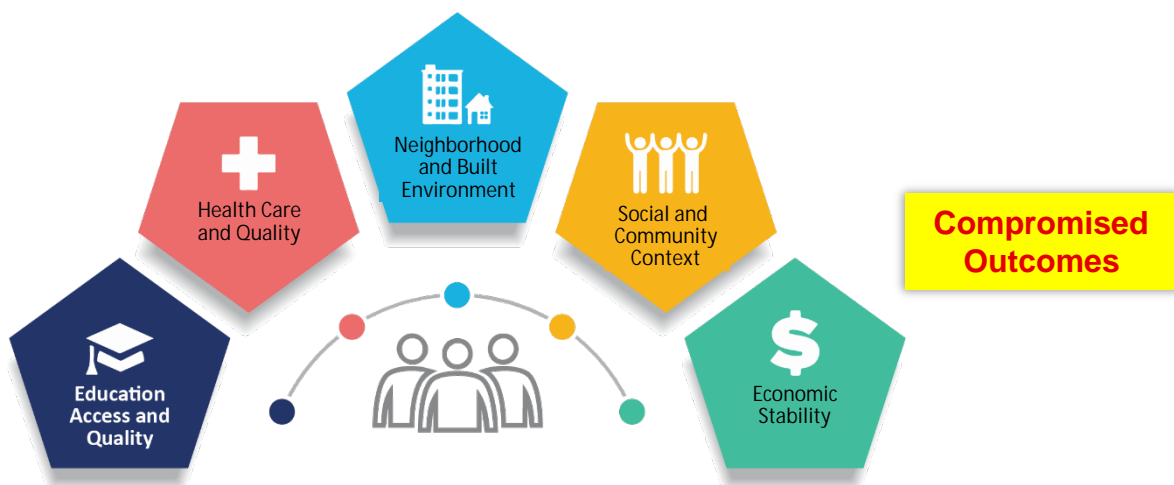 Education
Access and
Quality
Health Care
and Quality
Neighborhood
and Built
Environment
Social and
Community
Context
$
Economic
Stability
Compromised
Outcomes